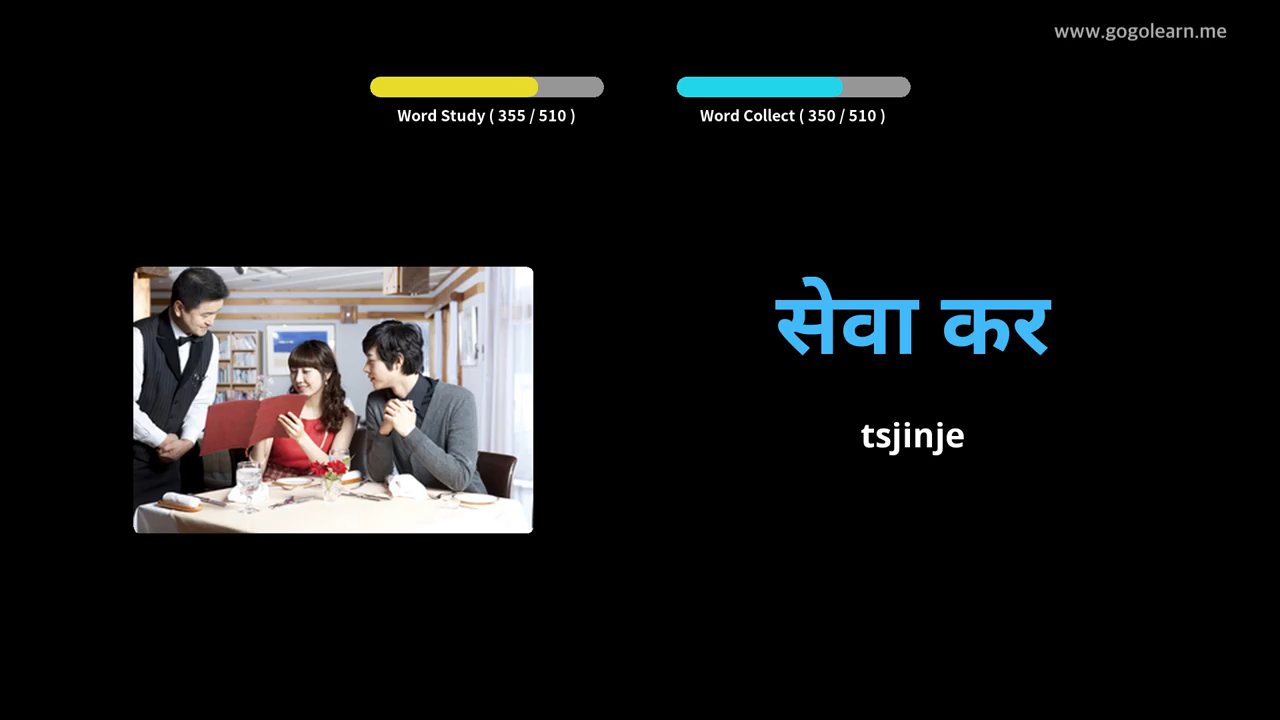 www.gogolearn.me
Word Study ( 355 / 510 )
Word Collect ( 350 / 510 )
सेवा कर
tsjinje